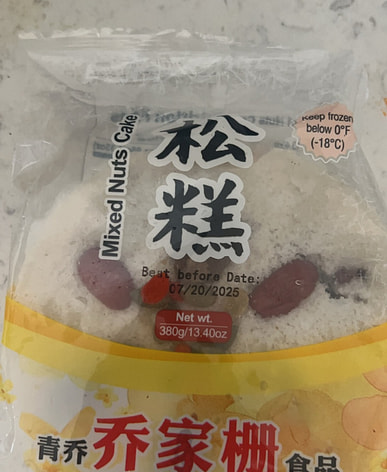 松糕
Mixed Nuts Cake
Keep frozen
below 0°F
(-18°C)
Best before Date:
07/20/2025
Net wt.
380g/13.40oz
青乔 乔家栅 食品